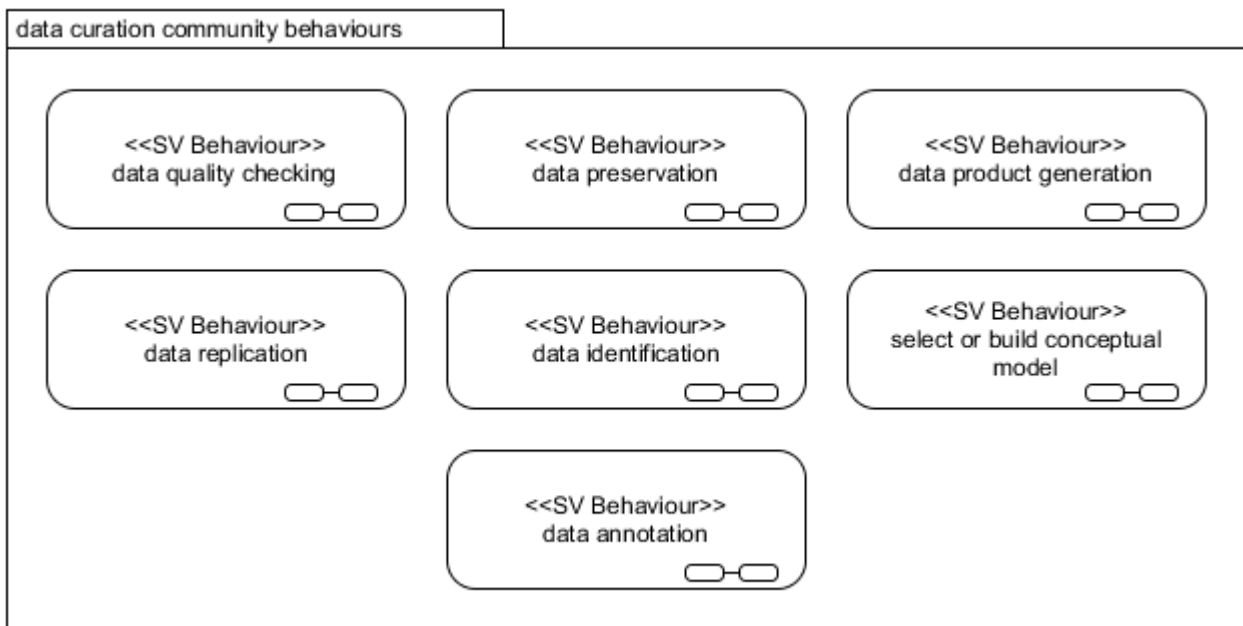 data curation community behaviours
<<SV Behaviour>>
data quality checking
<<SV Behaviour>>
data preservation
<<SV Behaviour>>
data product generation
<<SV Behaviour>>
data replication
<<SV Behaviour>>
data identification
<<SV Behaviour>>
select or build conceptual
model
<<SV Behaviour>>
data annotation